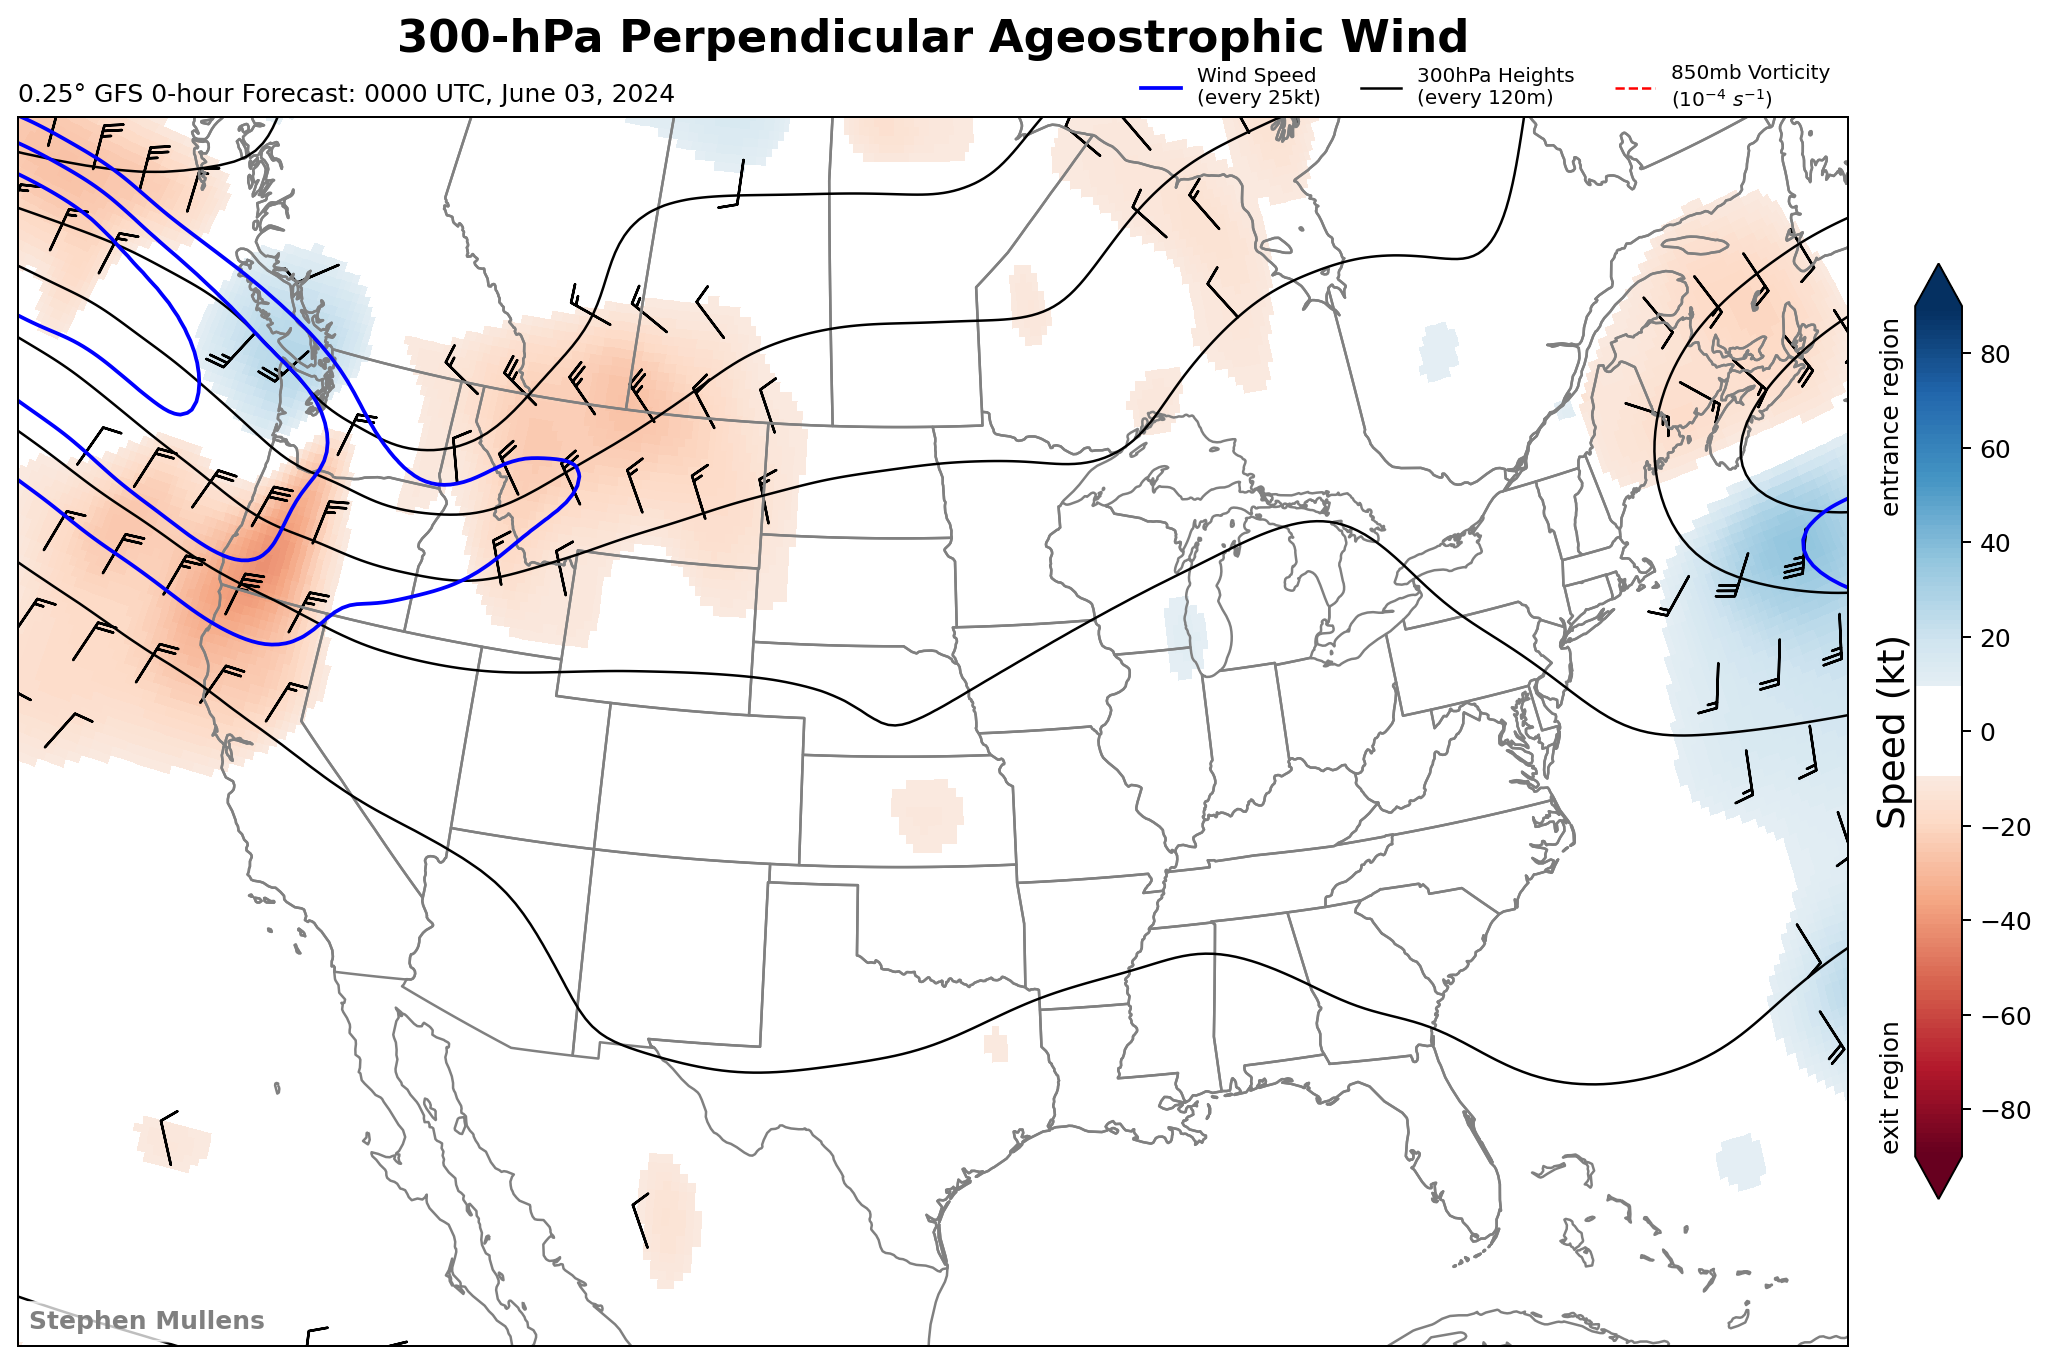 300-hPa Perpendicular Ageostrophic Wind
0.25° GFS 0-hour Forecast: 0000 UTC, June 03, 2024
Wind Speed
(every 25kt)
300hPa Heights
(every 120m)
850mb Vorticity
(10⁻⁴ s⁻¹)
entrance region
Speed (kt)
exit region
80
60
40
20
0
−20
−40
−60
−80
Stephen Mullens